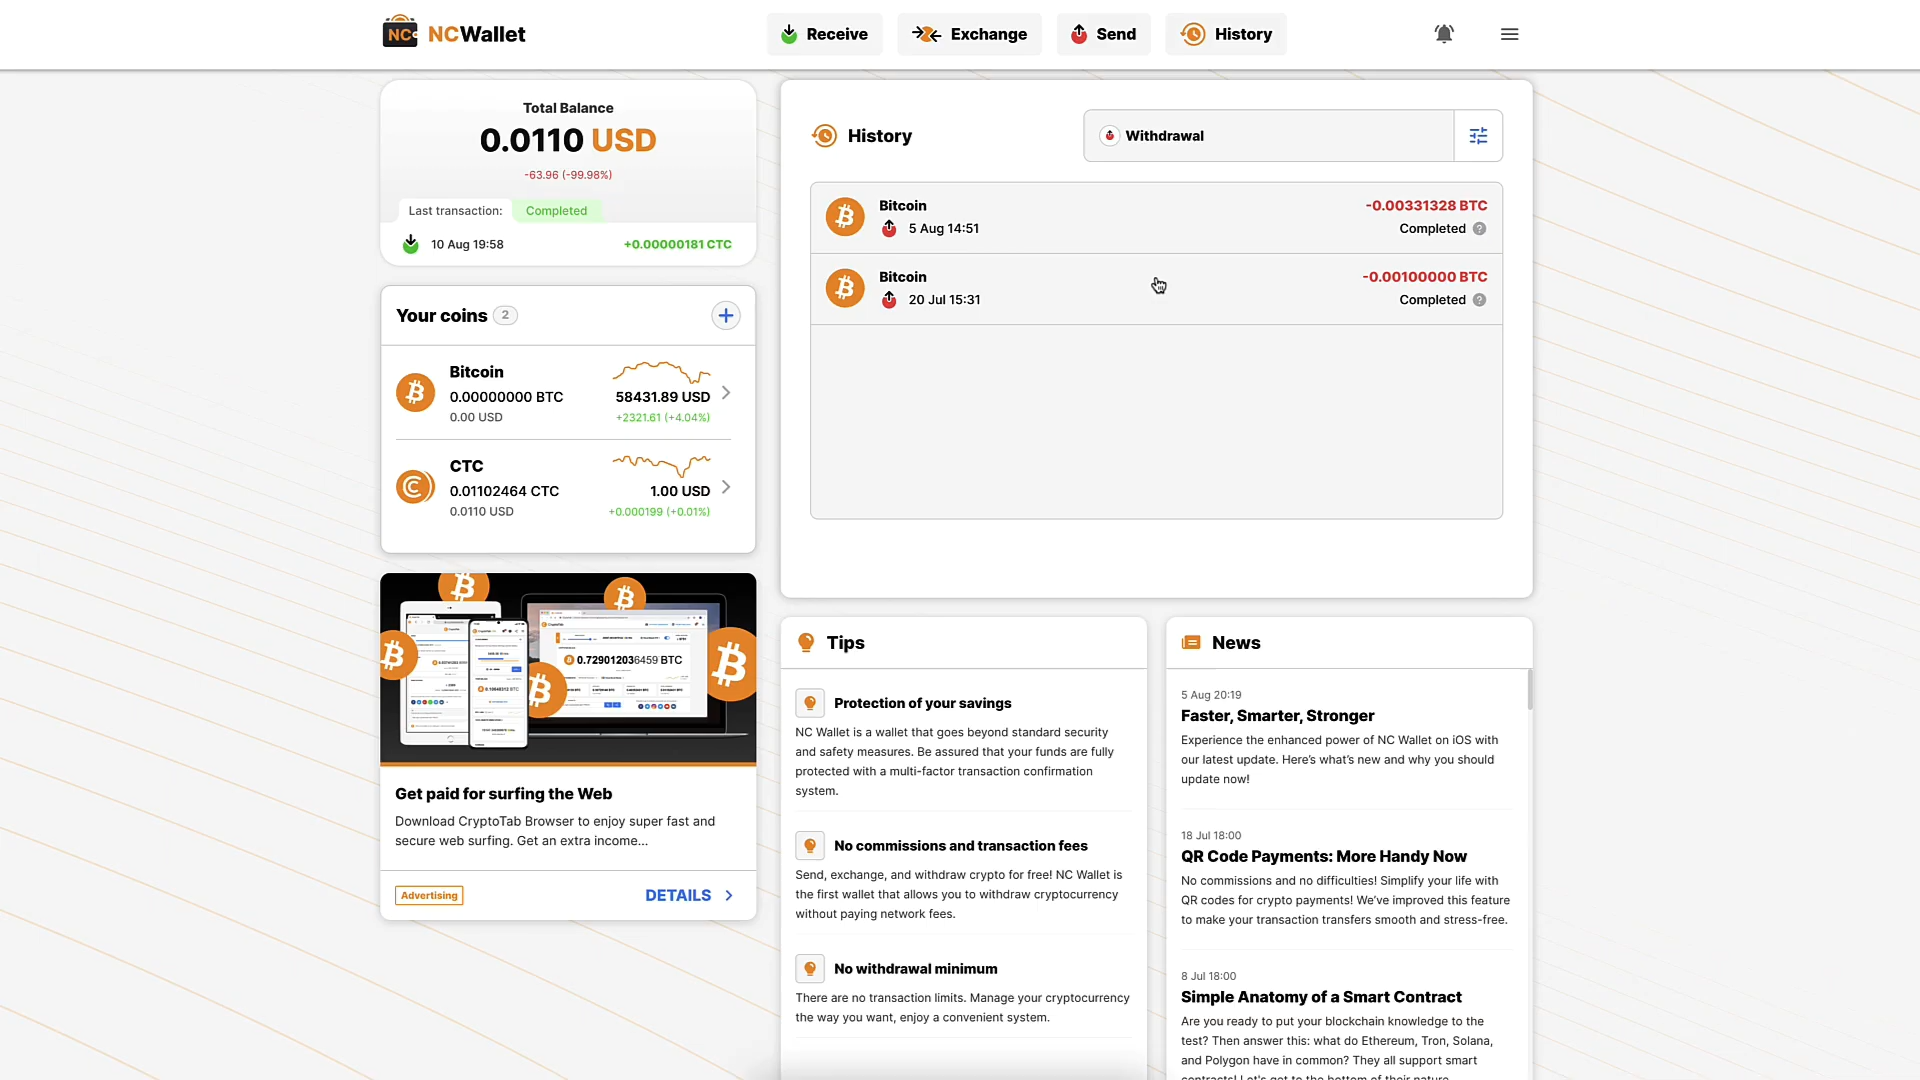 NC
NCWallet
Receive
Exchange
Send
History
Total Balance
0.0110 USD
-63.96 (-99.98%)
Last transaction:
Completed
10 Aug 19:58
+0.00000181 CTC
Your coins 2
Bitcoin
0.00000000 BTC
0.00 USD
58431.89 USD
+2321.61 (+4.04%)
CTC
0.01102464 CTC
0.0110 USD
1.00 USD
+0.000199 (+0.01%)
0.729012036459 BTC
Get paid for surfing the Web
Download CryptoTab Browser to enjoy super fast and
secure web surfing. Get an extra income...
Advertising
DETAILS
History
Withdrawal
Bitcoin
5 Aug 14:51
-0.00331328 BTC
Completed ?
Bitcoin
20 Jul 15:31
-0.00100000 BTC
Completed ?
Tips
Protection of your savings
NC Wallet is a wallet that goes beyond standard security
and safety measures. Be assured that your funds are fully
protected with a multi-factor transaction confirmation
system.
No commissions and transaction fees
Send, exchange, and withdraw crypto for free! NC Wallet is
the first wallet that allows you to withdraw cryptocurrency
without paying network fees.
No withdrawal minimum
There are no transaction limits. Manage your cryptocurrency
the way you want, enjoy a convenient system.
News
5 Aug 20:19
Faster, Smarter, Stronger
Experience the enhanced power of NC Wallet on iOS with
our latest update. Here's what's new and why you should
update now!
18 Jul 18:00
QR Code Payments: More Handy Now
No commissions and no difficulties! Simplify your life with
QR codes for crypto payments! We've improved this feature
to make your transaction transfers smooth and stress-free.
8 Jul 18:00
Simple Anatomy of a Smart Contract
Are you ready to put your blockchain knowledge to the
test? Then answer this: what do Ethereum, Tron, Solana,
and Polygon have in common? They all support smart
contracts! Let's get to the bottom of their nature